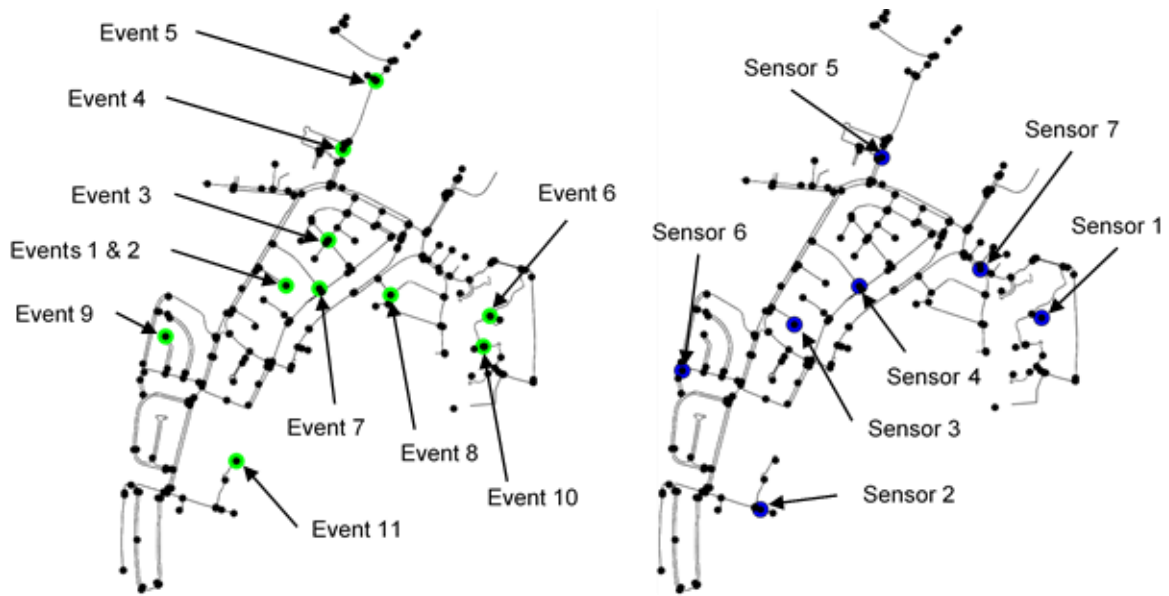 Event 5
Event 4
Event 3
Event 6
Events 1 & 2
Event 9
Event 7
Event 8
Event 10
Event 11
Sensor 5
Sensor 7
Sensor 6
Sensor 1
Sensor 4
Sensor 3
Sensor 2